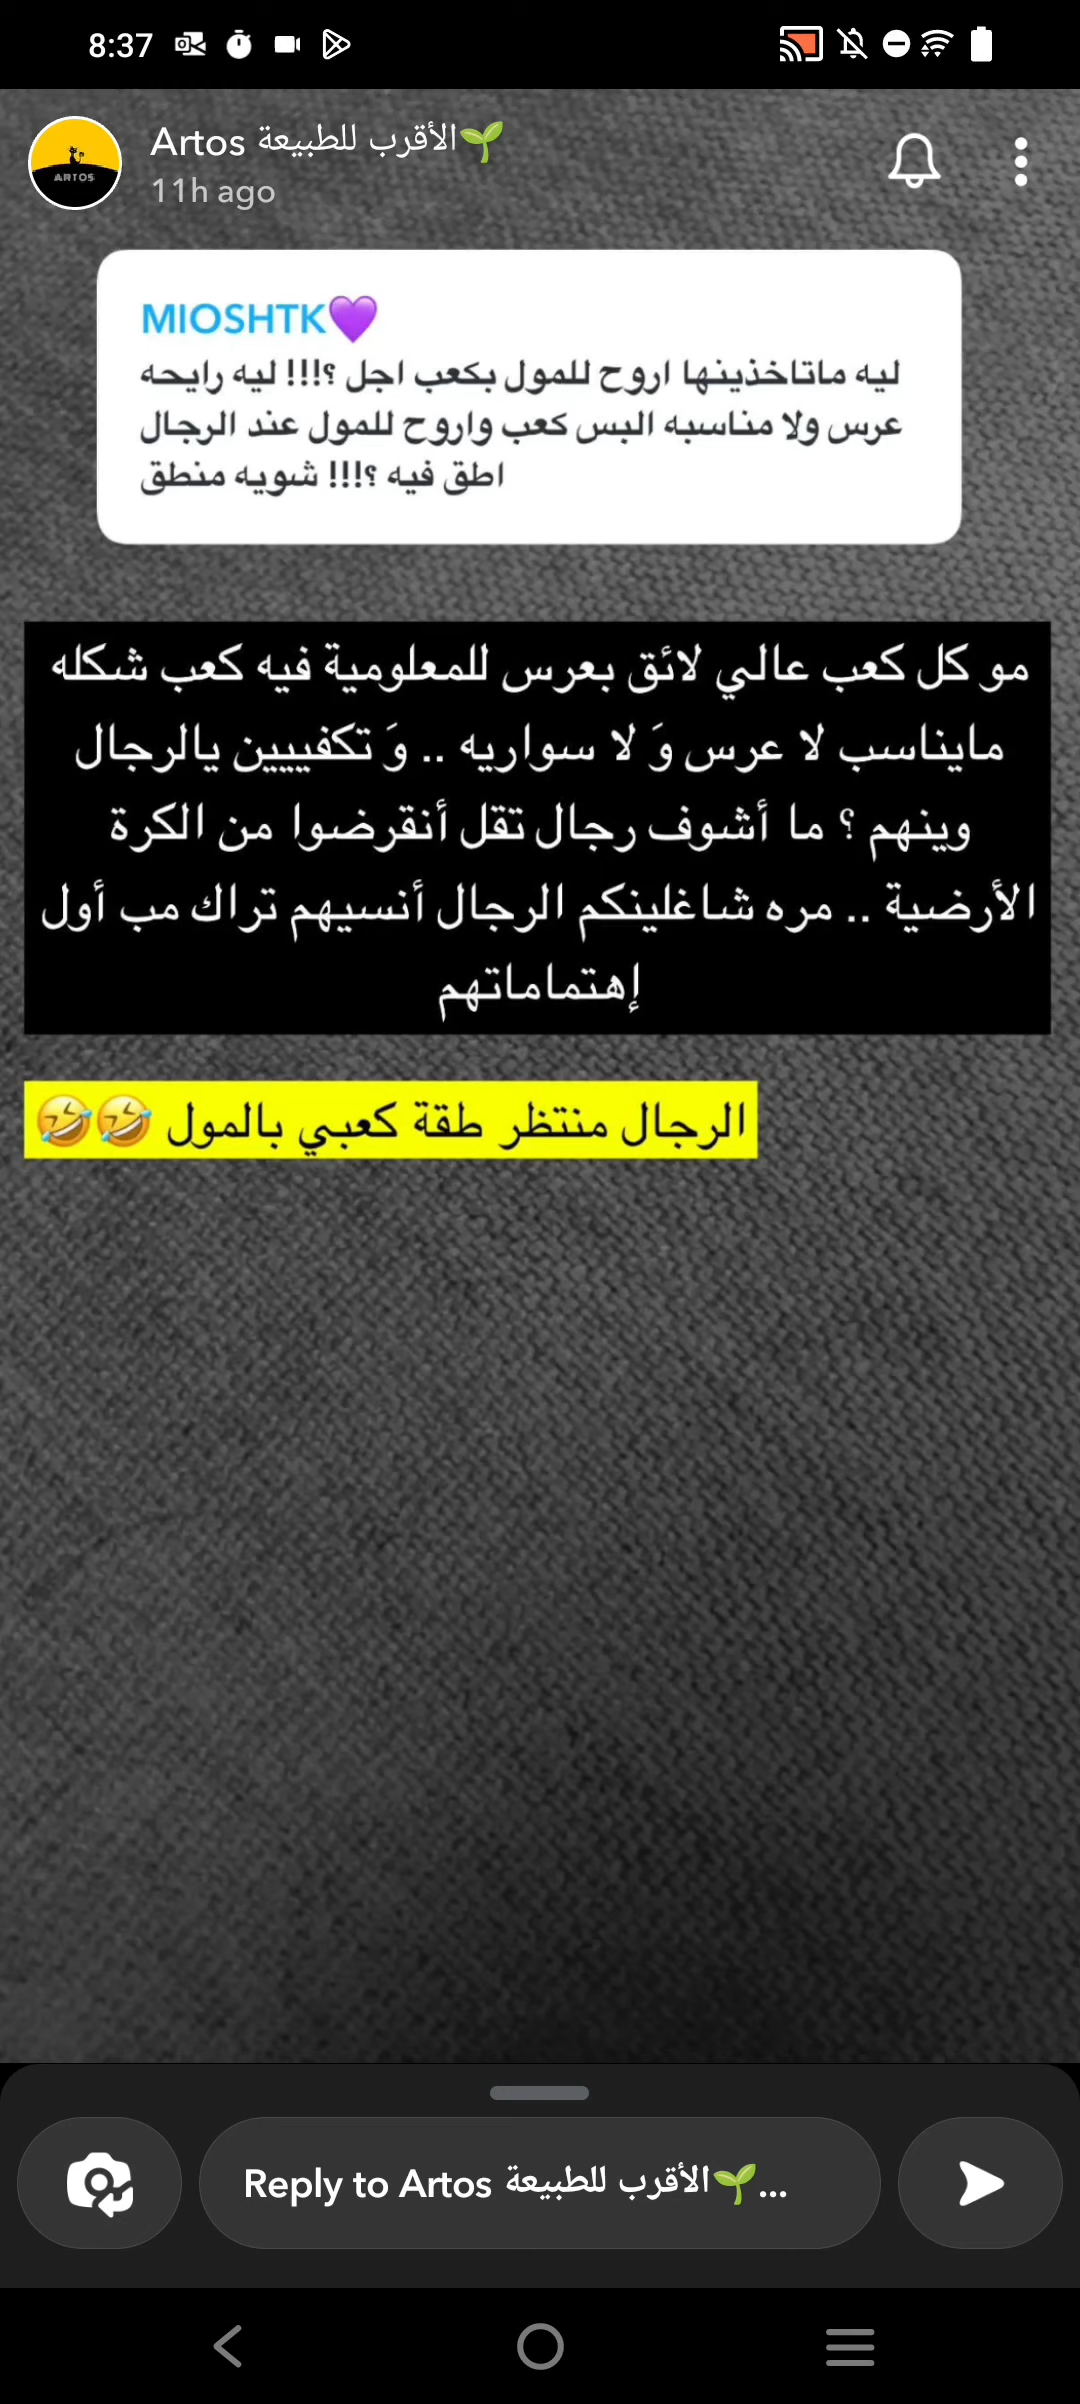 8:37
Artos الأقرب للطبيعة🌱
11h ago
ARTOS
MIOSHTK💜
ليه ماتاخذينها اروح للمول بكعب اجل ؟!!! ليه رايحه
عرس ولا مناسبه البس كعب واروح للمول عند الرجال
اطق فيه ؟!!! شويه منطق
مو كل كعب عالي لائق بعرس للمعلومية فيه كعب شكله
مايناسب لا عرس وَ لا سواريه .. وَ تكفييين يالرجال
وينهم ؟ ما أشوف رجال تقل أنقرضوا من الكرة
الأرضية .. مره شاغلينكم الرجال أنسيهم تراك مب أول
إهتماماتهم
الرجال منتظر طقة كعبي بالمول 🤣🤣
Reply to Artos الأقرب للطبيعة🌱...